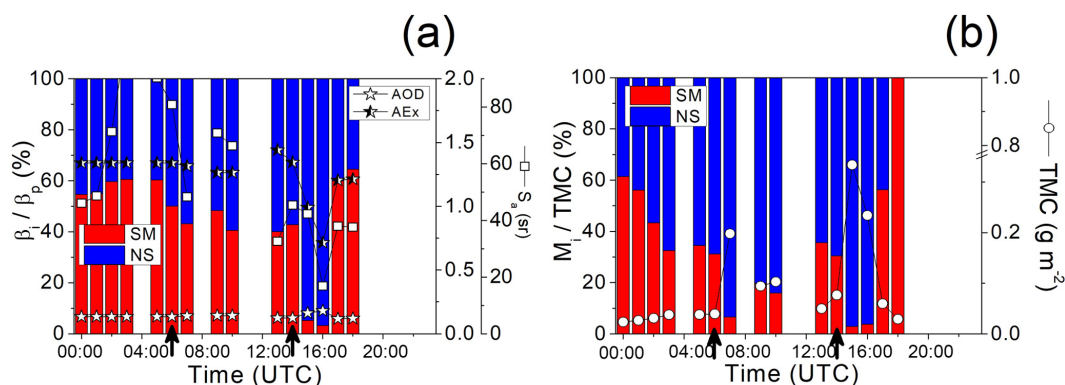 (a)
(b)
β_i / β_p (%)
100
80
60
40
20
0
SM
NS
AOD
AEx
2.0
1.5
1.0
0.5
0.0
80
60
40
20
0
S_a (sr)
00:00 04:00 08:00 12:00 16:00 20:00
Time (UTC)
M_i / TMC (%)
100
80
60
40
20
0
SM
NS
1.0
0.8
0.2
0.0
TMC (g m⁻²)
00:00 04:00 08:00 12:00 16:00 20:00
Time (UTC)